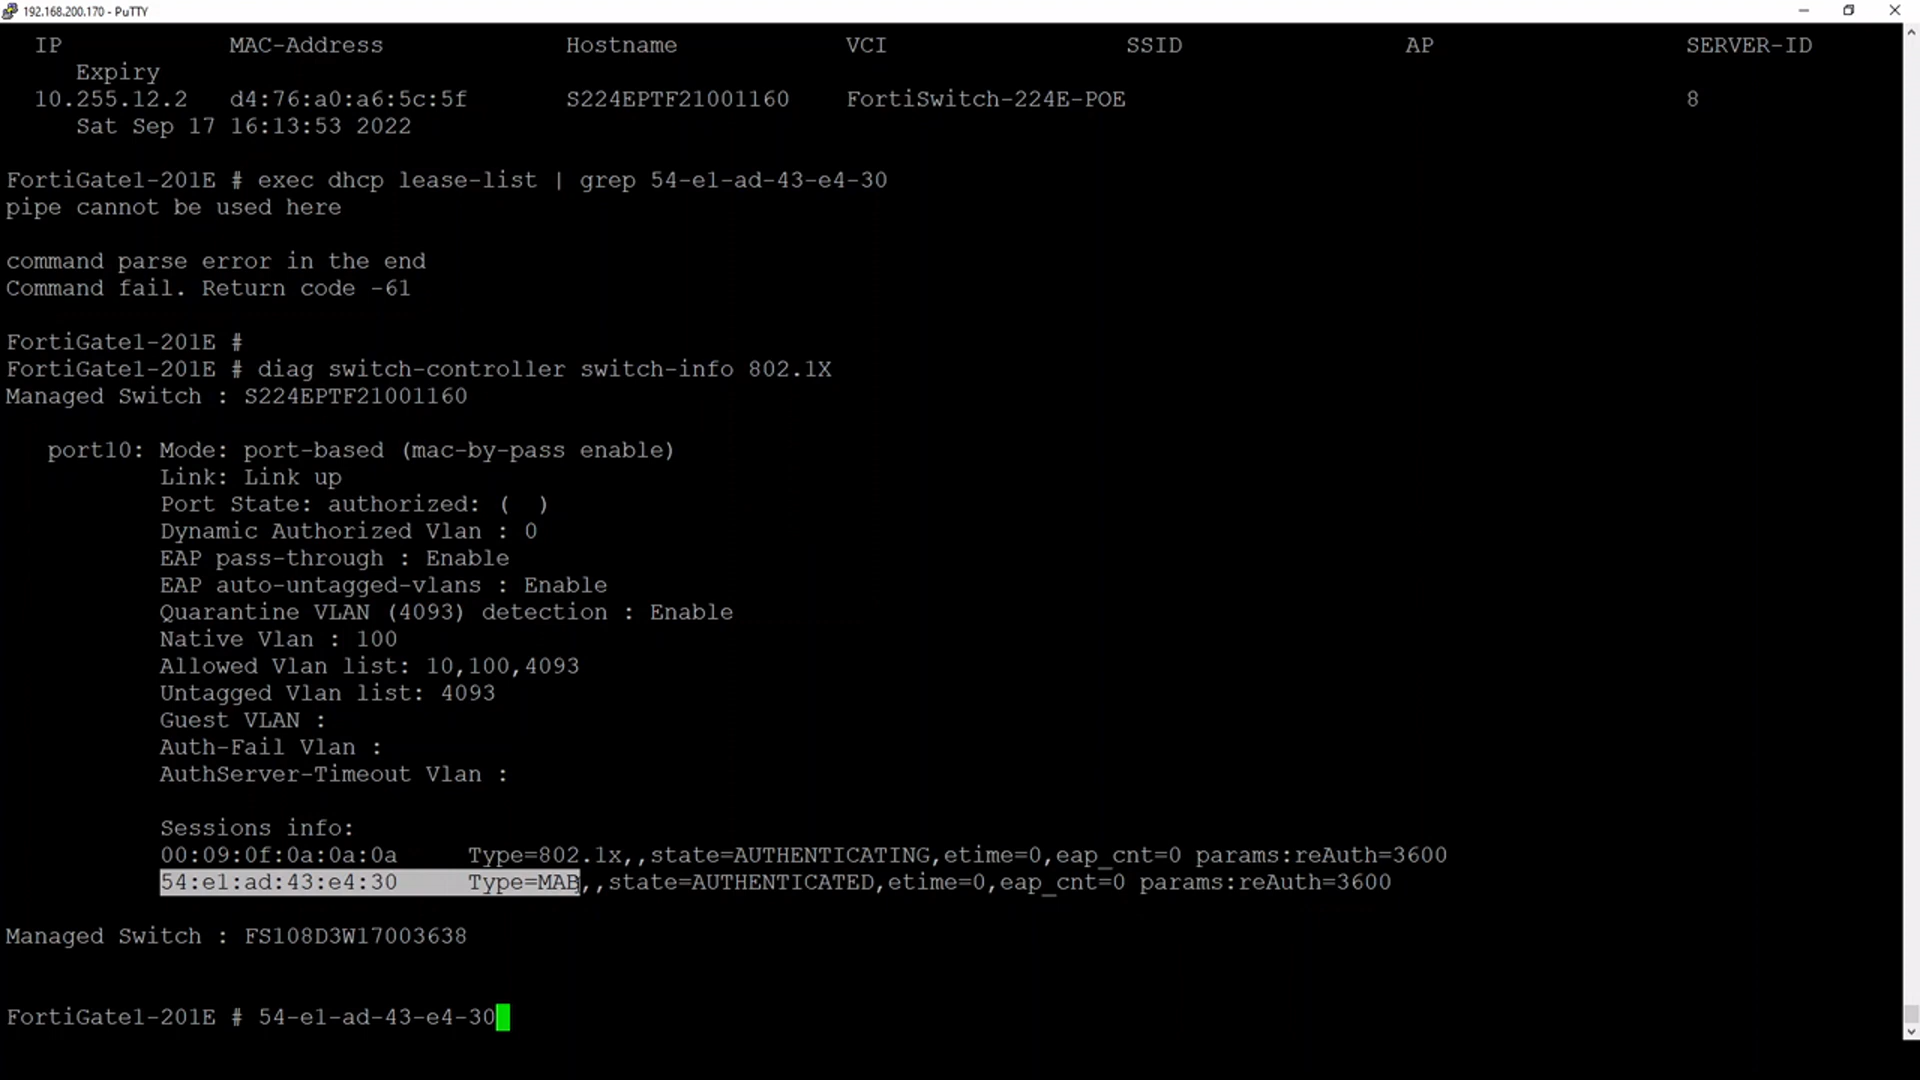 192.168.200.170 - PuTTY
IP MAC-Address Hostname VCI SSID AP SERVER-ID
Expiry
10.255.12.2 d4:76:a0:a6:5c:5f S224EPTF21001160 FortiSwitch-224E-POE 8
Sat Sep 17 16:13:53 2022
FortiGate1-201E # exec dhcp lease-list | grep 54-e1-ad-43-e4-30
pipe cannot be used here
command parse error in the end
Command fail. Return code -61
FortiGate1-201E #
FortiGate1-201E # diag switch-controller switch-info 802.1X
Managed Switch : S224EPTF21001160
port10: Mode: port-based (mac-by-pass enable)
Link: Link up
Port State: authorized: (  )
Dynamic Authorized Vlan : 0
EAP pass-through : Enable
EAP auto-untagged-vlans : Enable
Quarantine VLAN (4093) detection : Enable
Native Vlan : 100
Allowed Vlan list: 10,100,4093
Untagged Vlan list: 4093
Guest VLAN :
Auth-Fail Vlan :
AuthServer-Timeout Vlan :
Sessions info:
00:09:0f:0a:0a:0a Type=802.1x,,state=AUTHENTICATING,etime=0,eap_cnt=0 params:reAuth=3600
54:e1:ad:43:e4:30 Type=MAB,,state=AUTHENTICATED,etime=0,eap_cnt=0 params:reAuth=3600
Managed Switch : FS108D3W17003638
FortiGate1-201E # 54-e1-ad-43-e4-30